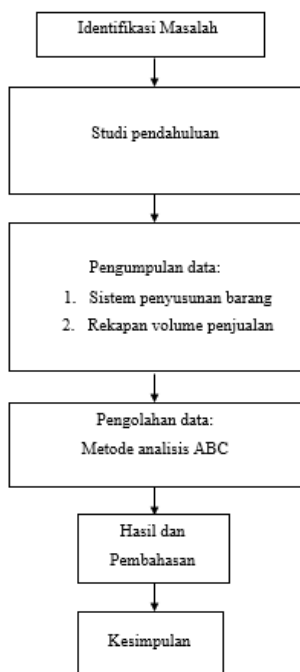 Identifikasi Masalah
Studi pendahuluan
Pengumpulan data:
1. Sistem penyusunan barang
2. Rekapan volume penjualan
Pengolahan data:
Metode analisis ABC
Hasil dan
Pembahasan
Kesimpulan